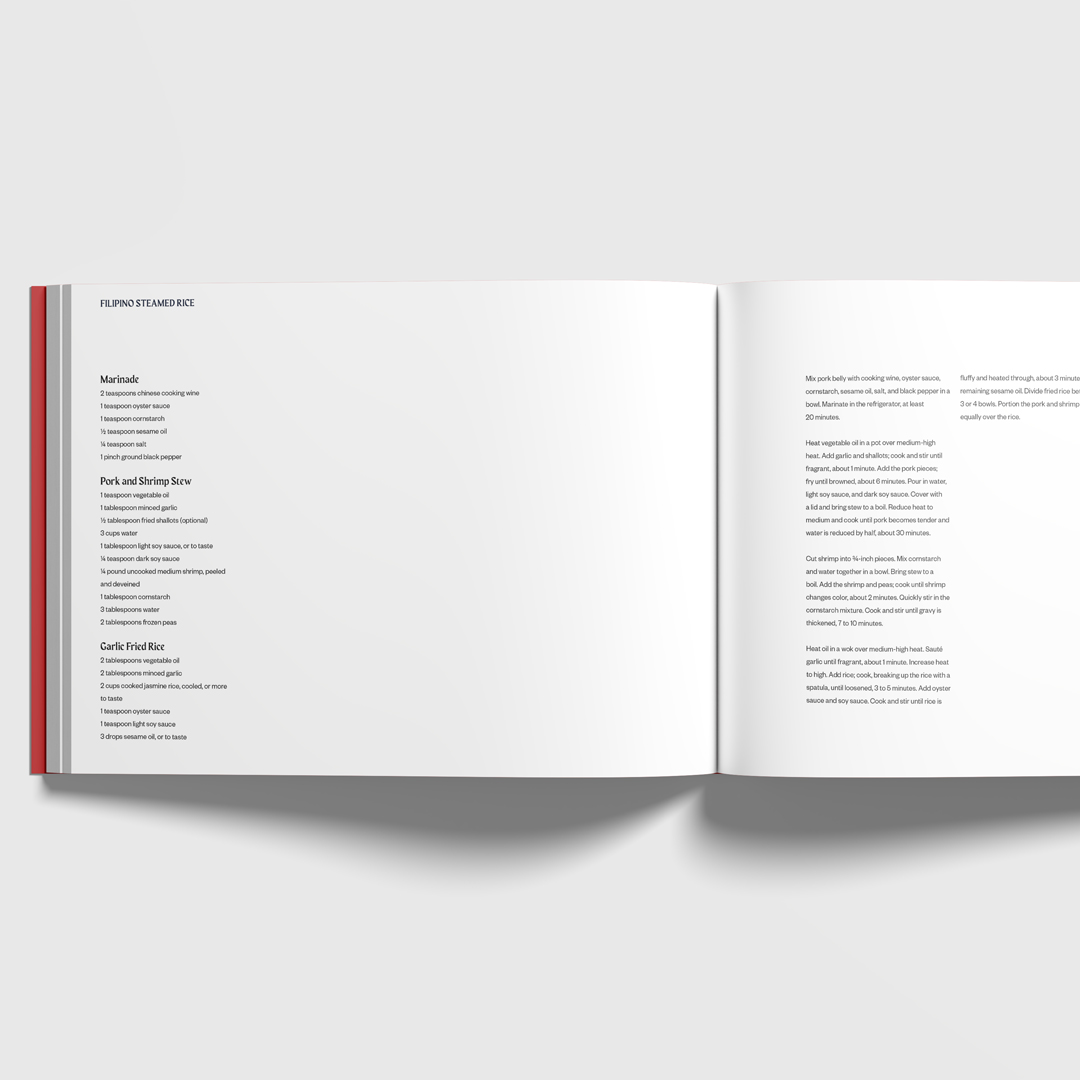 FILIPINO STEAMED RICE
Marinade
2 teaspoons chinese cooking wine
1 teaspoon oyster sauce
1 teaspoon cornstarch
½ teaspoon sesame oil
¼ teaspoon salt
1 pinch ground black pepper
Pork and Shrimp Stew
1 teaspoon vegetable oil
1 tablespoon minced garlic
½ tablespoon fried shallots (optional)
3 cups water
1 tablespoon light soy sauce, or to taste
¼ teaspoon dark soy sauce
¼ pound uncooked medium shrimp, peeled
and deveined
1 tablespoon cornstarch
3 tablespoons water
2 tablespoons frozen peas
Garlic Fried Rice
2 tablespoons vegetable oil
2 tablespoons minced garlic
2 cups cooked jasmine rice, cooled, or more
to taste
1 teaspoon oyster sauce
1 teaspoon light soy sauce
3 drops sesame oil, or to taste
Mix pork belly with cooking wine, oyster sauce,
cornstarch, sesame oil, salt, and black pepper in a
bowl. Marinate in the refrigerator, at least
20 minutes.
Heat vegetable oil in a pot over medium-high
heat. Add garlic and shallots; cook and stir until
fragrant, about 1 minute. Add the pork pieces;
fry until browned, about 6 minutes. Pour in water,
light soy sauce, and dark soy sauce. Cover with
a lid and bring stew to a boil. Reduce heat to
medium and cook until pork becomes tender and
water is reduced by half, about 30 minutes.
Cut shrimp into ¾-inch pieces. Mix cornstarch
and water together in a bowl. Bring stew to a
boil. Add the shrimp and peas; cook until shrimp
changes color, about 2 minutes. Quickly stir in the
cornstarch mixture. Cook and stir until gravy is
thickened, 7 to 10 minutes.
Heat oil in a wok over medium-high heat. Sauté
garlic until fragrant, about 1 minute. Increase heat
to high. Add rice; cook, breaking up the rice with a
spatula, until loosened, 3 to 5 minutes. Add oyster
sauce and soy sauce. Cook and stir until rice is
fluffy and heated through, about 3 minute
remaining sesame oil. Divide fried rice be
3 or 4 bowls. Portion the pork and shrimp
equally over the rice.